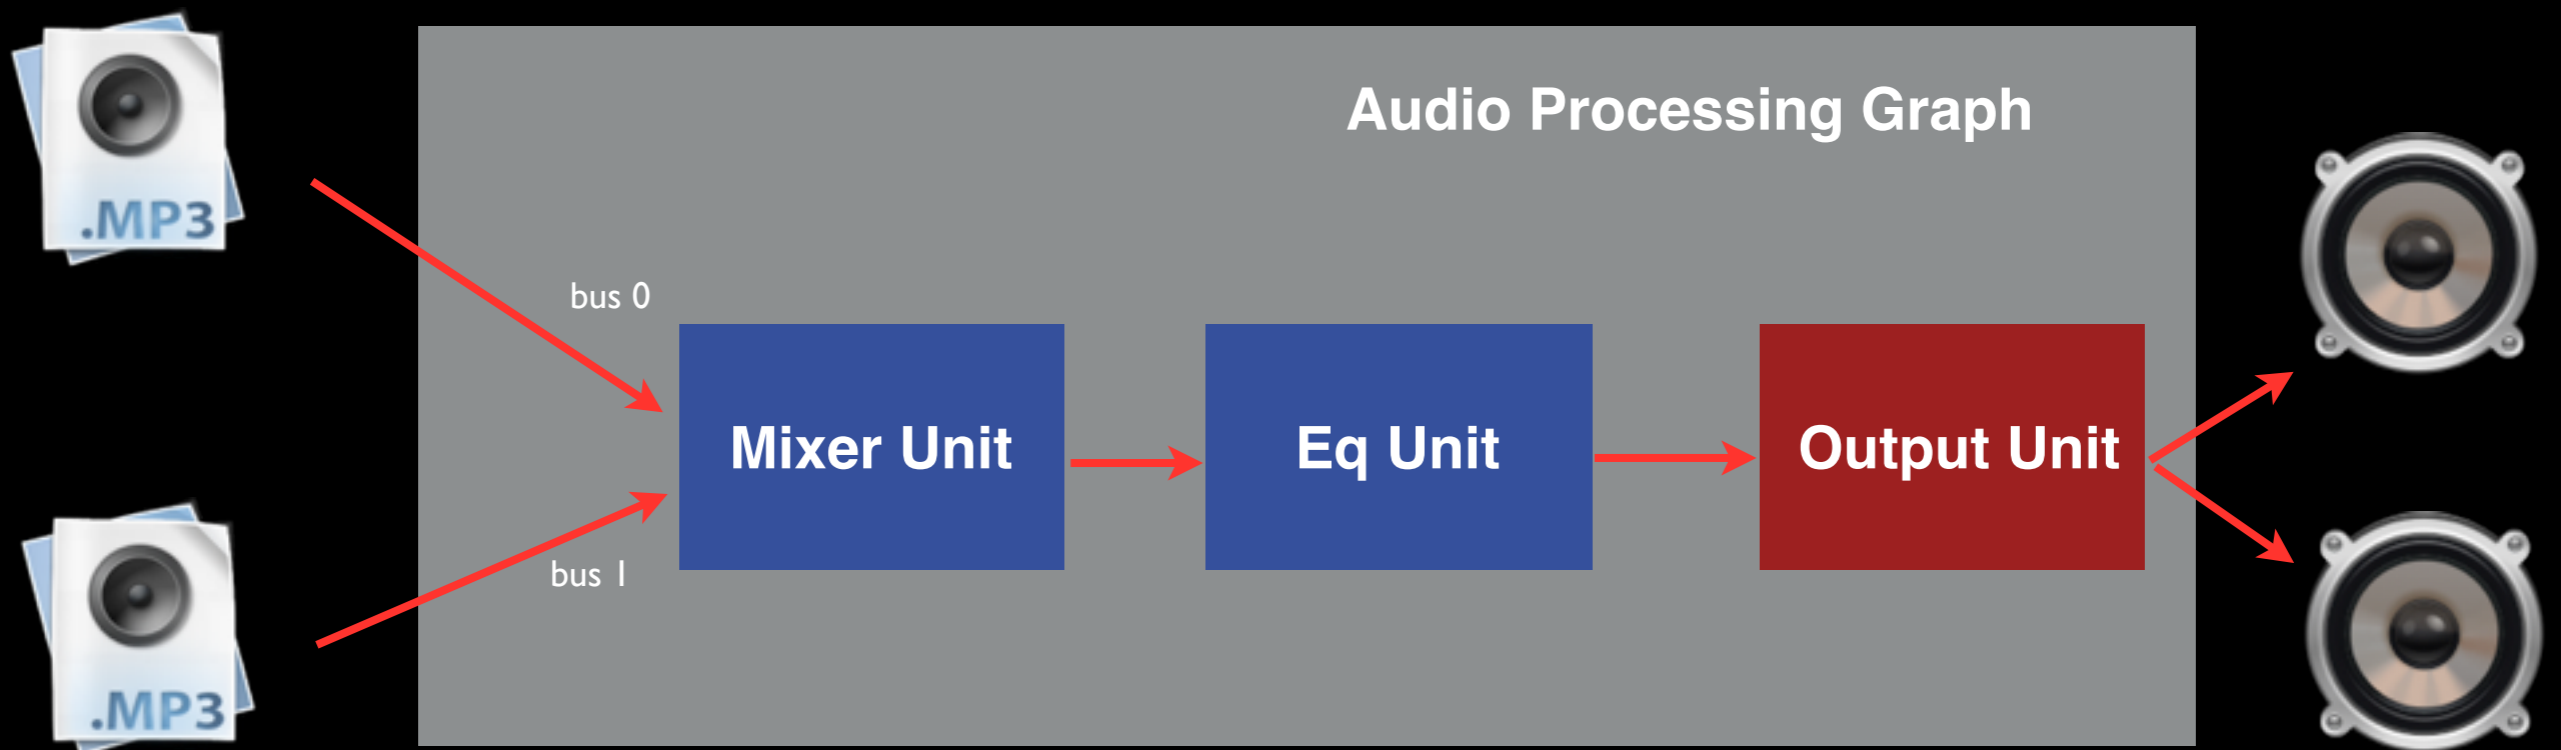 Audio Processing Graph
.MP3
bus 0
Mixer Unit
Eq Unit
Output Unit
bus 1
.MP3